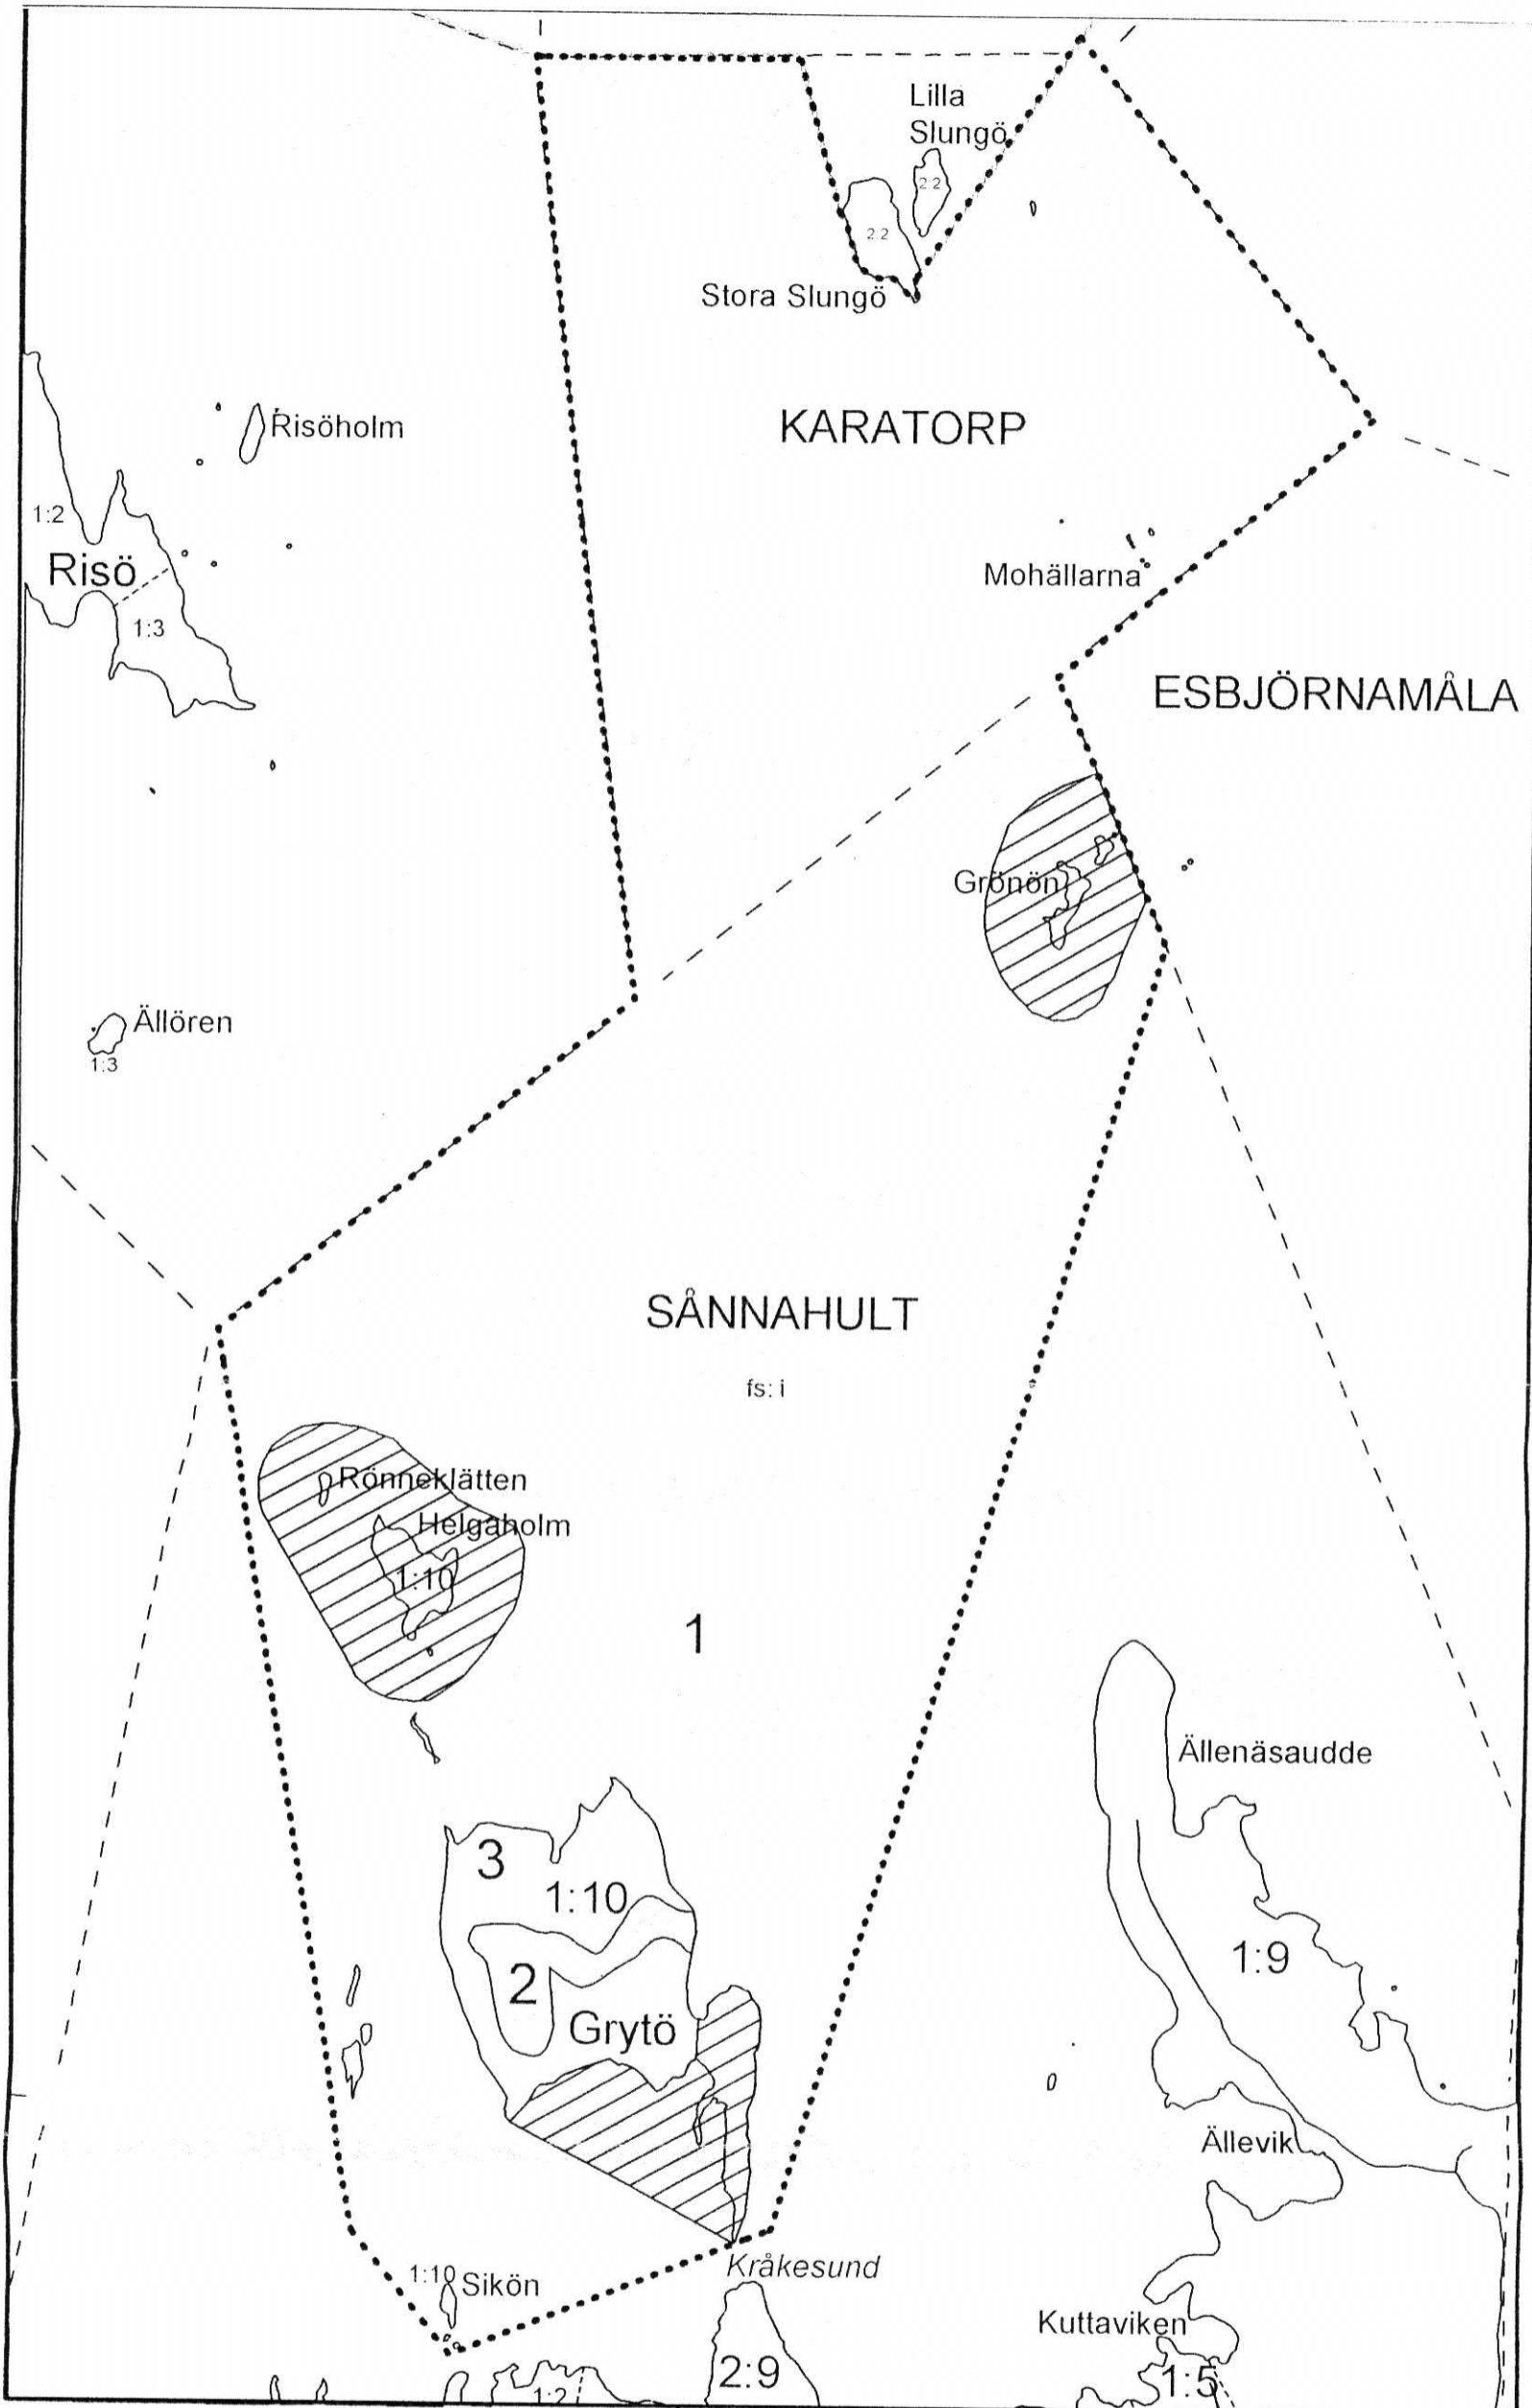 Lilla
Slungö
2:2
2:2
Stora Slungö
Risöholm
KARATORP
1:2
Risö
Mohällarna
1:3
ESBJÖRNAMÅLA
Grönön
Ällören
1:3
SÄNNAHULT
fs: i
Rönneklätten
Helgaholm
1:10
1
Ällenäsaudde
3
1:10
1:9
2
Grytö
Ällevik
Kråkesund
1:10
Sikön
Kuttaviken
2:9
1:5
1:2